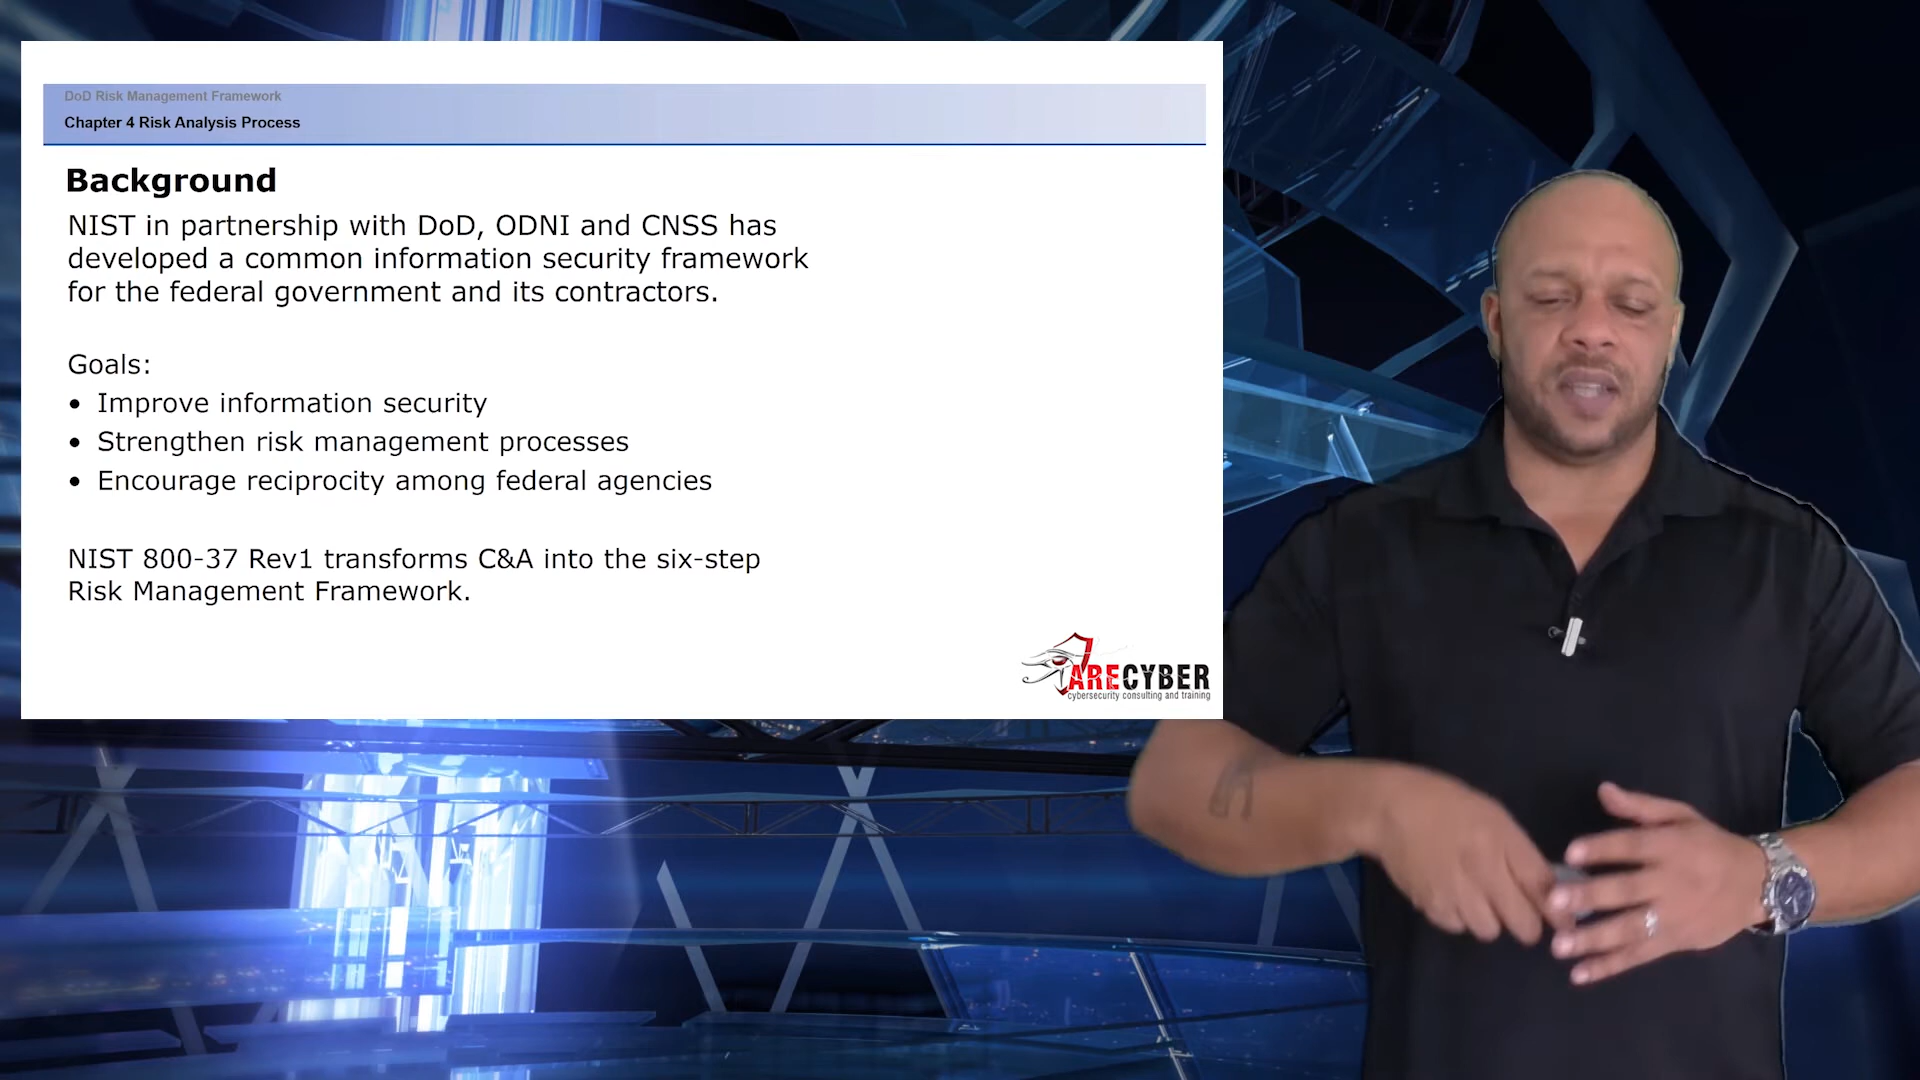 DoD Risk Management Framework
Chapter 4 Risk Analysis Process
Background
NIST in partnership with DoD, ODNI and CNSS has
developed a common information security framework
for the federal government and its contractors.
Goals:
• Improve information security
• Strengthen risk management processes
• Encourage reciprocity among federal agencies
NIST 800-37 Rev1 transforms C&A into the six-step
Risk Management Framework.
ARECYBER
cybersecurity consulting and training